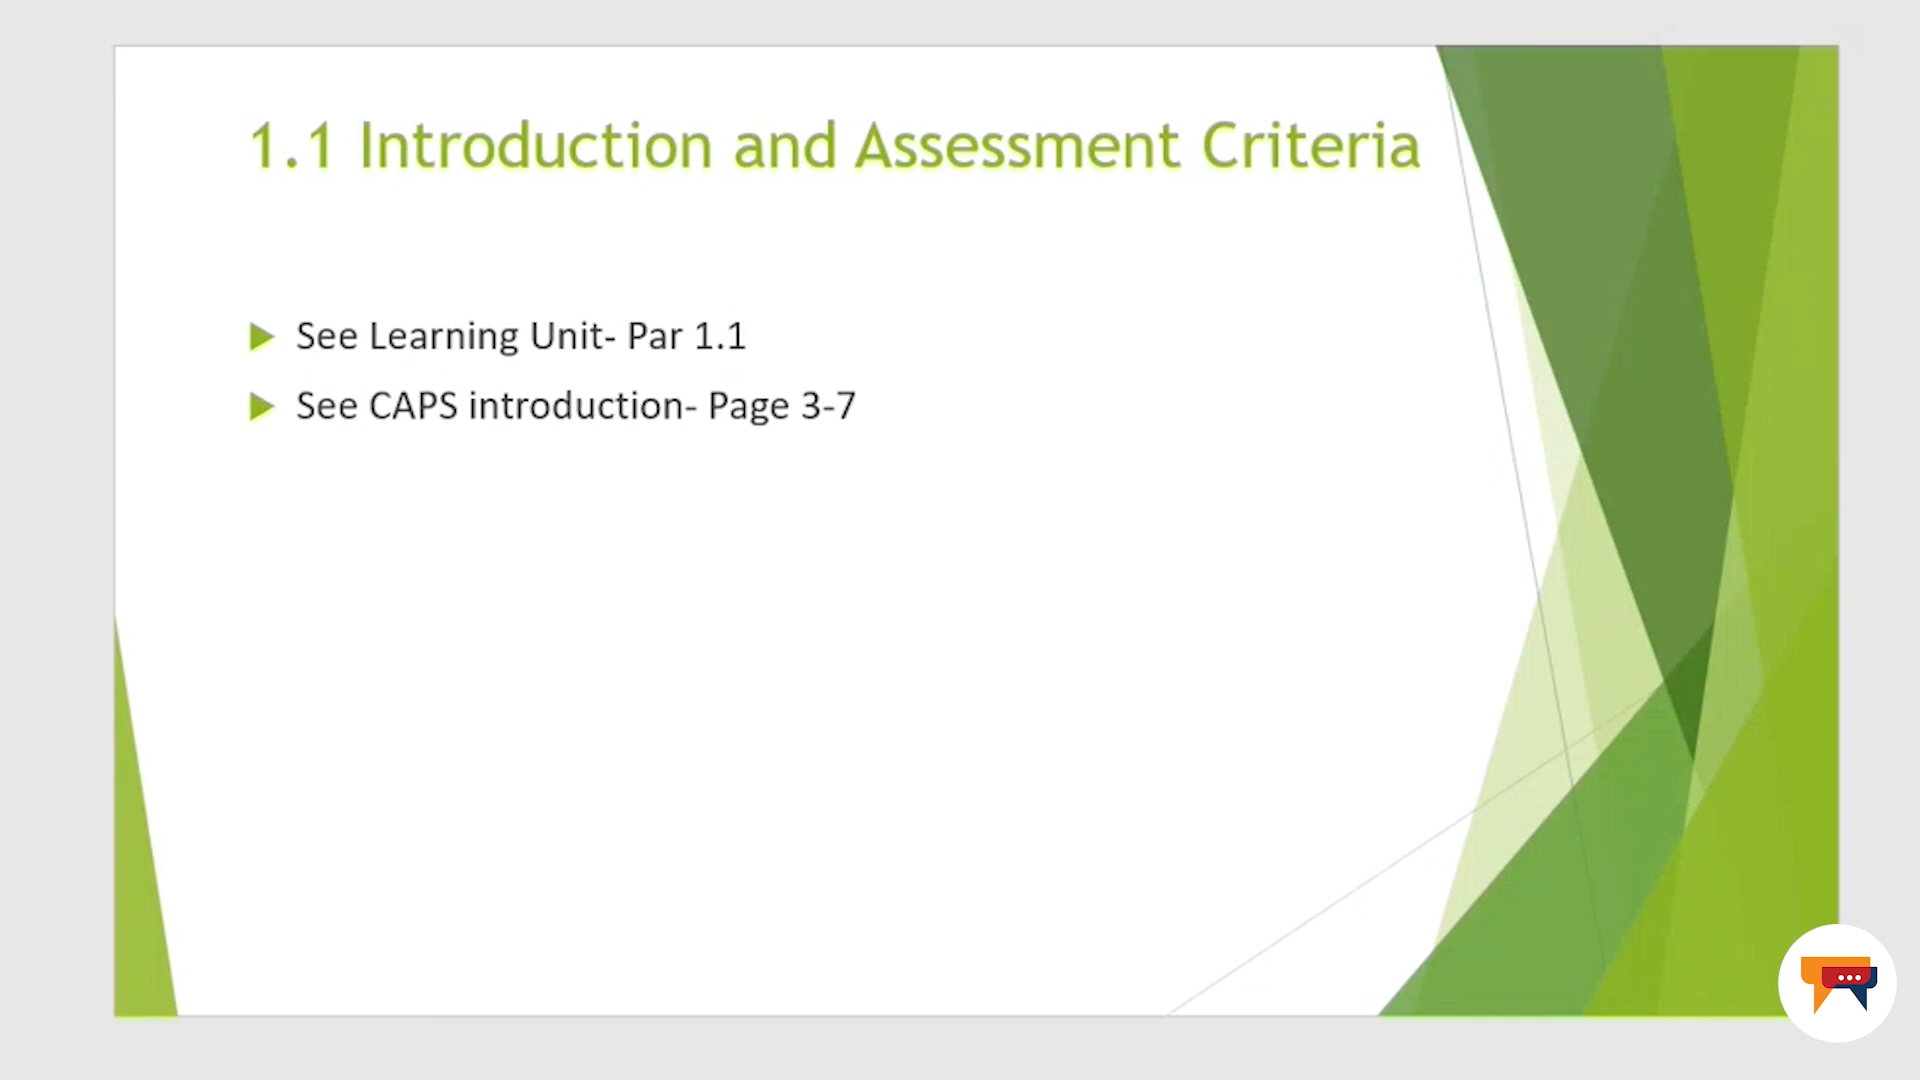 1.1 Introduction and Assessment Criteria
See Learning Unit- Par 1.1
See CAPS introduction- Page 3-7